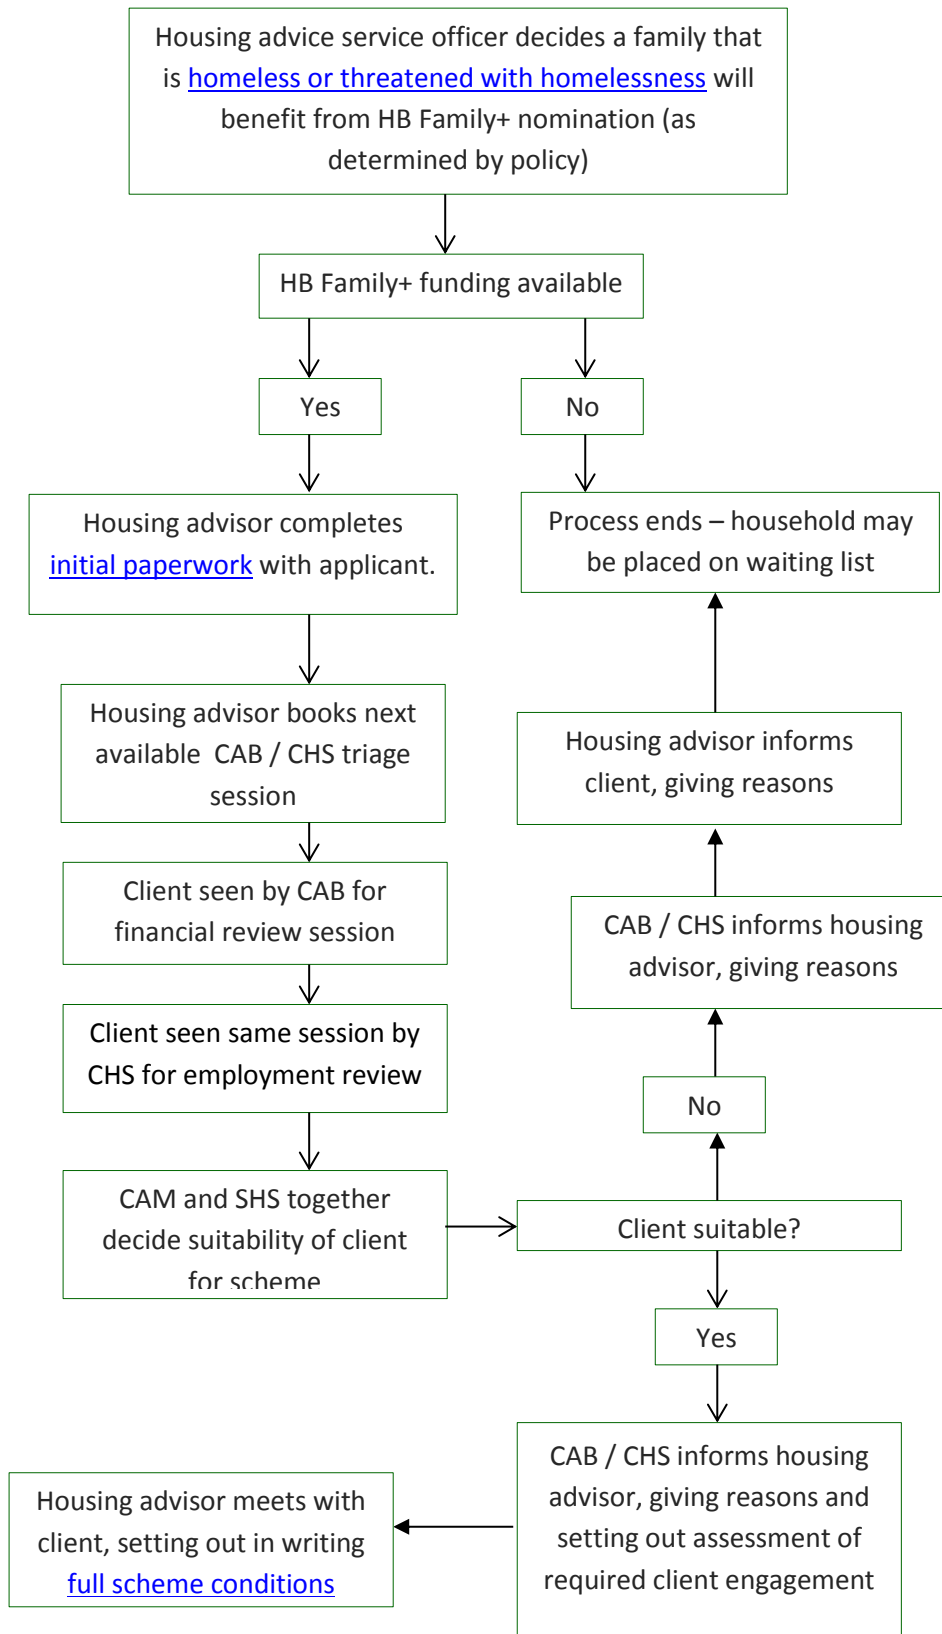 Housing advice service officer decides a family that
is homeless or threatened with homelessness will
benefit from HB Family+ nomination (as
determined by policy)
HB Family+ funding available
Yes
No
Housing advisor completes
initial paperwork with applicant.
Process ends – household may
be placed on waiting list
Housing advisor books next
available CAB / CHS triage
session
Housing advisor informs
client, giving reasons
Client seen by CAB for
financial review session
CAB / CHS informs housing
advisor, giving reasons
Client seen same session by
CHS for employment review
No
CAM and SHS together
decide suitability of client
for scheme
Client suitable?
Yes
CAB / CHS informs housing
advisor, giving reasons and
setting out assessment of
required client engagement
Housing advisor meets with
client, setting out in writing
full scheme conditions